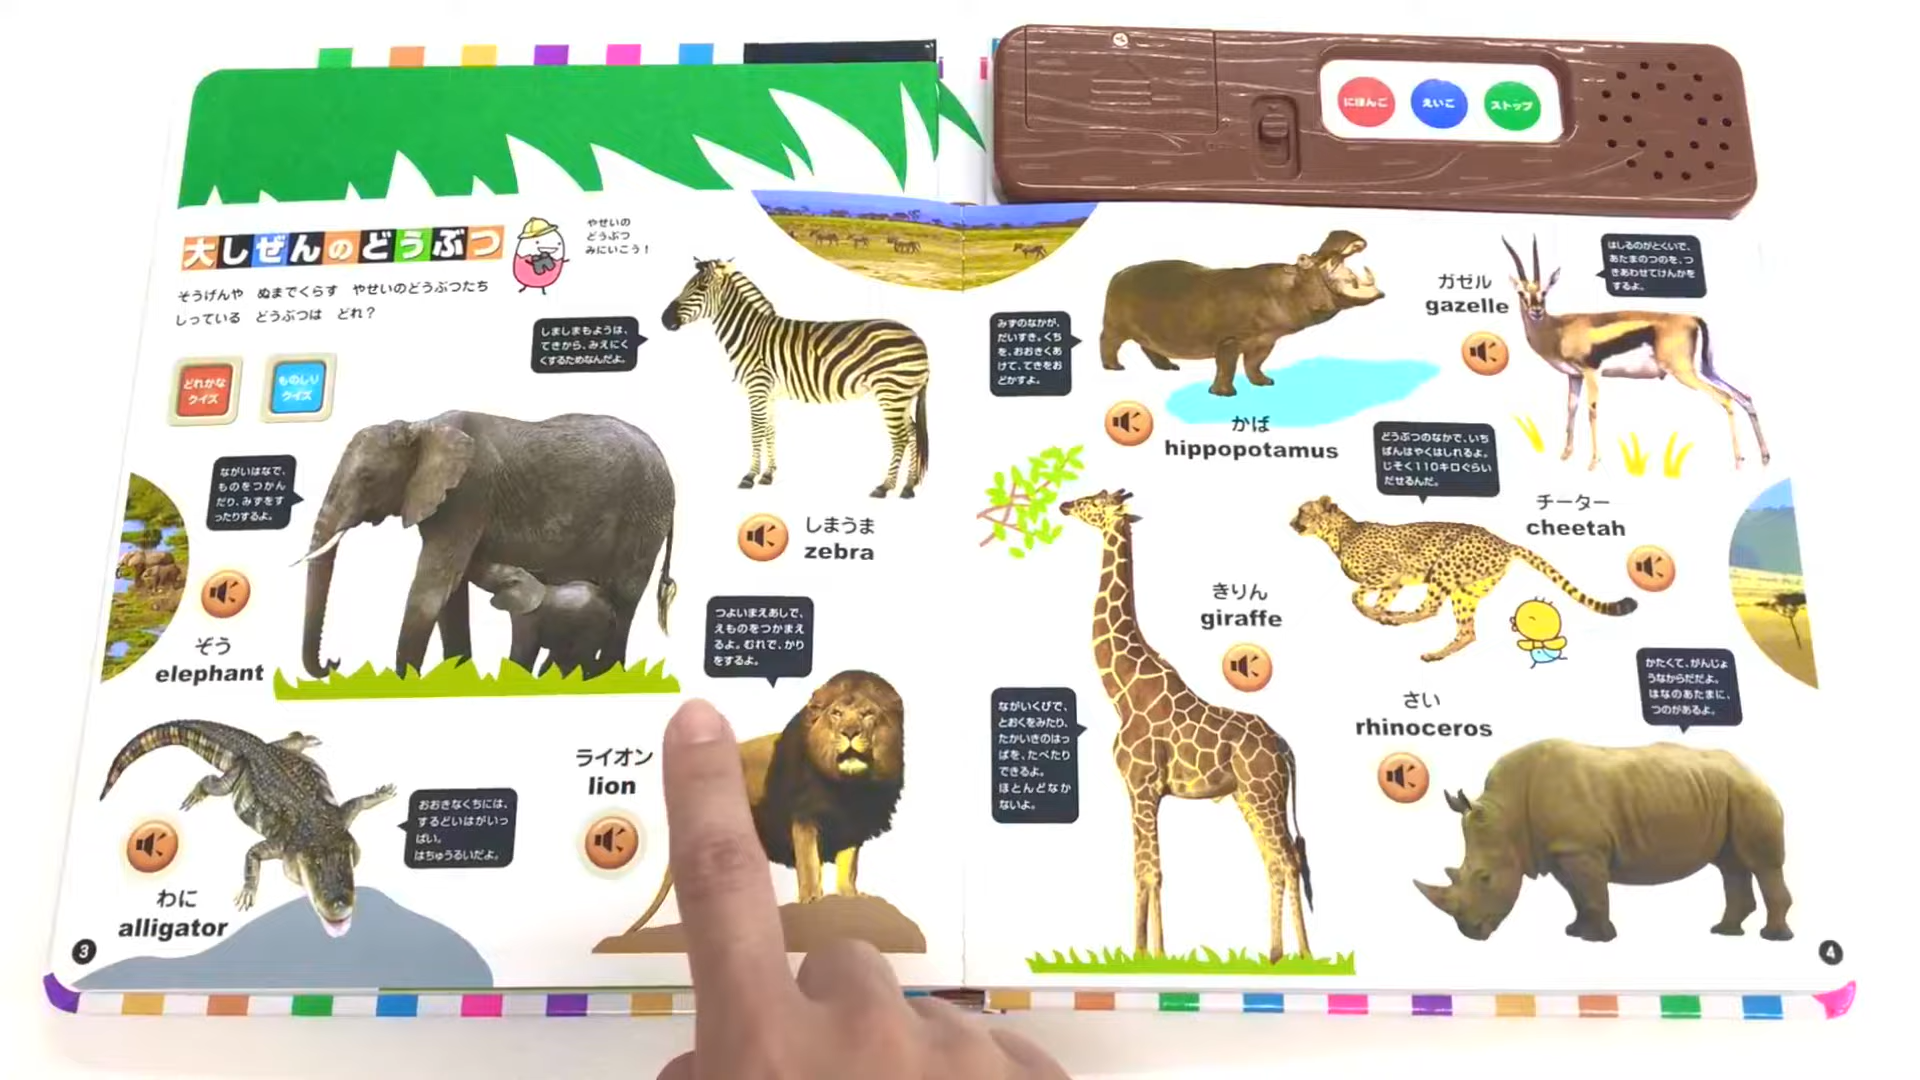 にほんご
えいご
ストップ
大しぜんのどうぶつ
やせいの
どうぶつ
みにいこう!
そうげんや ぬまでくらす やせいのどうぶつたち
しっている どうぶつは どれ?
どれかな
クイズ
ものしり
クイズ
しましまもようは、
てきから、みえにく
くするためなんだよ。
しまうま
zebra
ながいはなで、
ものをつかん
だり、みずをす
ったりするよ。
ぞう
elephant
つよいまえあしで、
えものをつかまえ
るよ。むれで、かり
をするよ。
ライオン
lion
おおきなくちには、
するどいはがいっ
ぱい。
はちゅうるいだよ。
わに
alligator
3
みずのなかが、
だいすき。くち
を、おおきくあ
けて、てきをお
どかすよ。
かば
hippopotamus
ガゼル
gazelle
はしるのがとくいで、
あたまのつのを、つ
きあわせてけんかを
するよ。
どうぶつのなかで、いち
ばんはやくはしれるよ。
じそく110キロぐらい
だせるんだ。
チーター
cheetah
きりん
giraffe
ながいくびで、
とおくをみたり、
たかいきのはっ
ぱを、たべたり
できるよ。
ほとんどなか
ないよ。
さい
rhinoceros
かたくて、がんじょ
うなからだだよ。
はなのあたまに、
つのがあるよ。
4